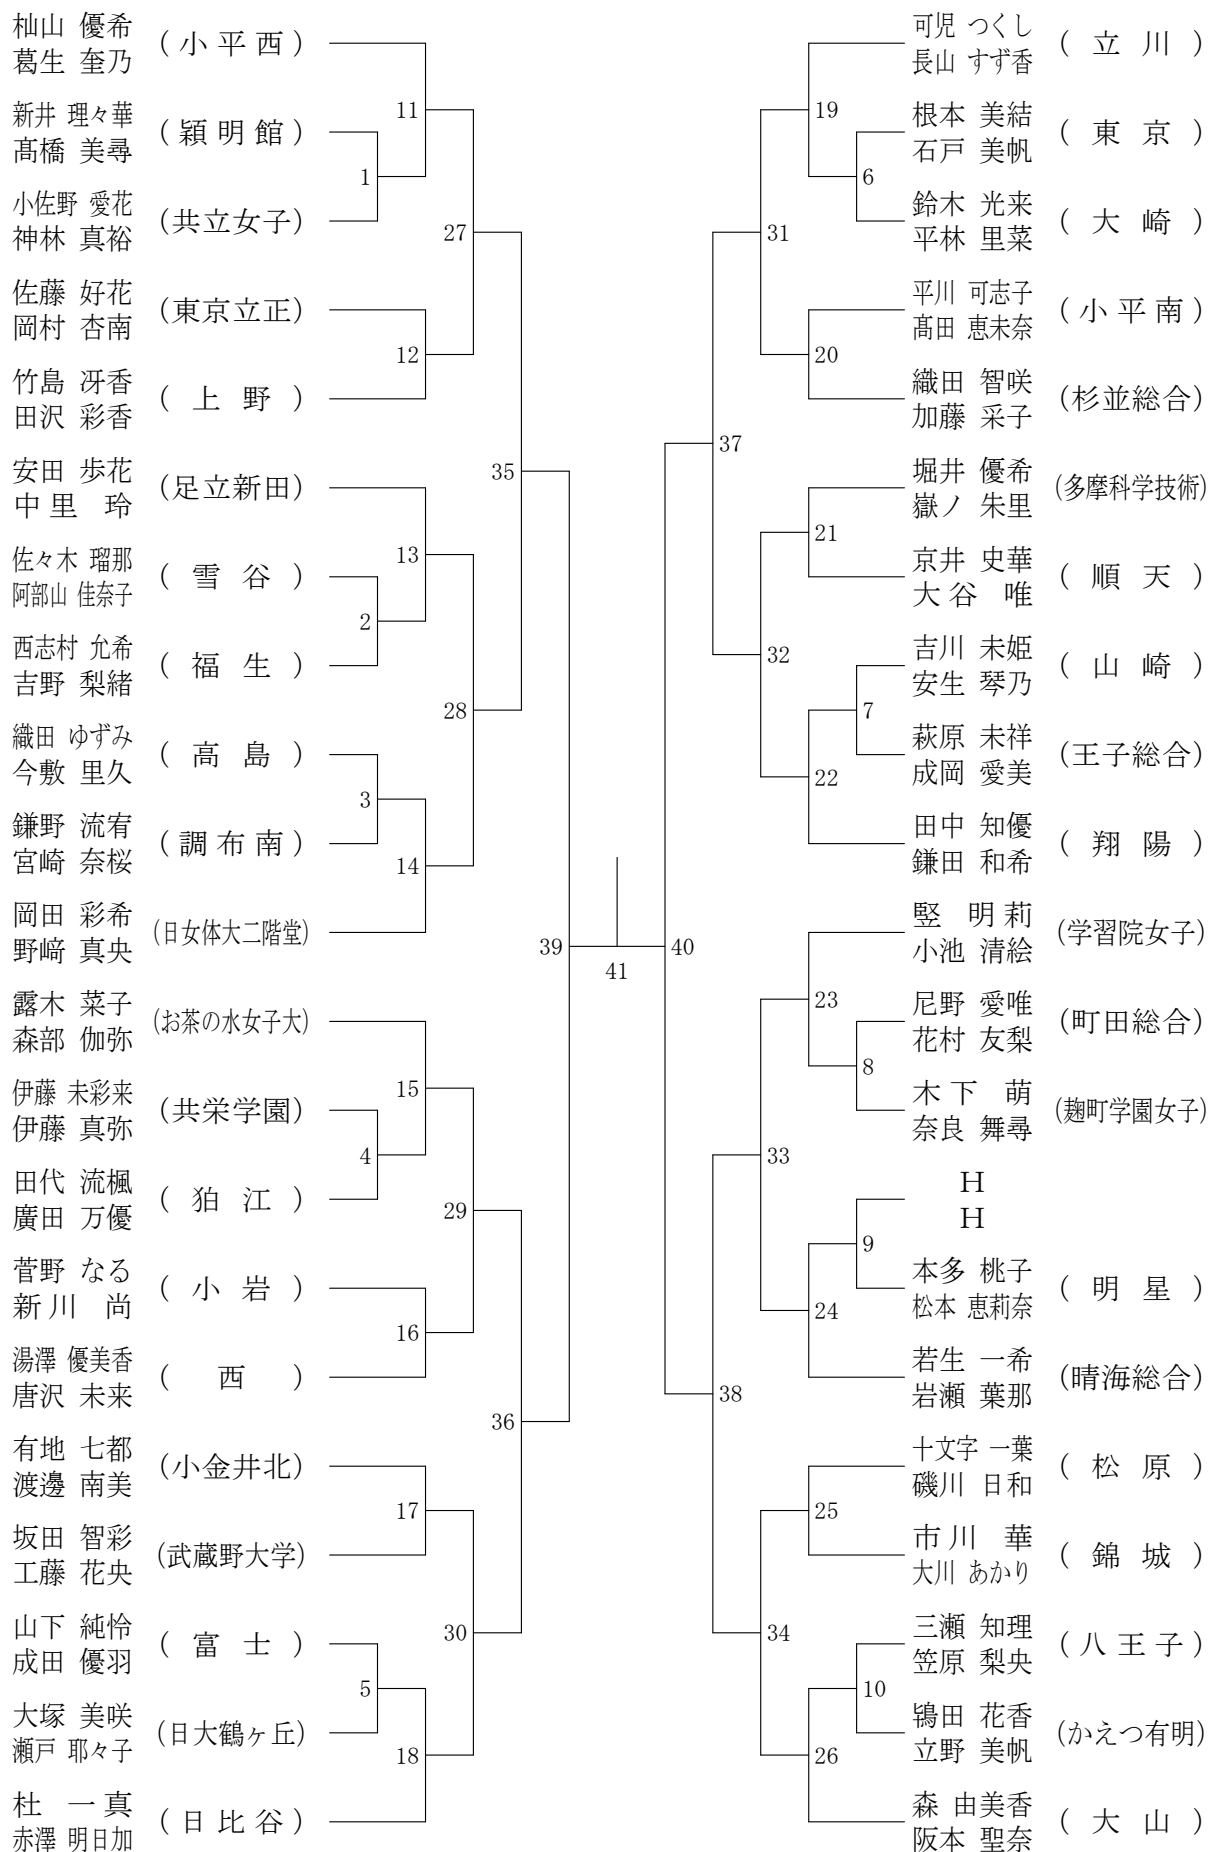 杣山 優希
葛生 奎乃
(小平西)
新井 理々華
髙橋 美尋
(穎明館)
小佐野 愛花
神林 真裕
(共立女子)
佐藤 好花
岡村 杏南
(東京立正)
竹島 冴香
田沢 彩香
(上野)
安田 歩花
中里 玲
(足立新田)
佐々木 瑠那
阿部山 佳奈子
(雪谷)
西志村 允希
吉野 梨緒
(福生)
織田 ゆずみ
今敷 里久
(高島)
鎌野 流宥
宮崎 奈桜
(調布南)
岡田 彩希
野﨑 真央
(日女体大二階堂)
露木 菜子
森部 伽弥
(お茶の水女子大)
伊藤 未彩来
伊藤 真弥
(共栄学園)
田代 流楓
廣田 万優
(狛江)
菅野 なる
新川 尚
(小岩)
湯澤 優美香
唐沢 未来
(西)
有地 七都
渡邊 南美
(小金井北)
坂田 智彩
工藤 花央
(武蔵野大学)
山下 純怜
成田 優羽
(富士)
大塚 美咲
瀬戸 耶々子
(日大鶴ヶ丘)
杜 一真
赤澤 明日加
(日比谷)
1
2
3
4
5
11
12
13
14
15
16
17
18
27
28
29
30
35
36
39
41
40
37
38
31
32
33
34
19
20
21
22
23
24
25
26
6
7
8
9
10
可児 つくし
長山 すず香
(立川)
根本 美結
石戸 美帆
(東京)
鈴木 光来
平林 里菜
(大崎)
平川 可志子
髙田 恵未奈
(小平南)
織田 智咲
加藤 采子
(杉並総合)
堀井 優希
嶽ノ 朱里
(多摩科学技術)
京井 史華
大谷 唯
(順天)
吉川 未姫
安生 琴乃
(山崎)
萩原 未祥
成岡 愛美
(王子総合)
田中 知優
鎌田 和希
(翔陽)
竪 明莉
小池 清絵
(学習院女子)
尼野 愛唯
花村 友梨
(町田総合)
木下 萌
奈良 舞尋
(麹町学園女子)
H
H
本多 桃子
松本 恵莉奈
(明星)
若生 一希
岩瀬 葉那
(晴海総合)
十文字 一葉
磯川 日和
(松原)
市川 華
大川 あかり
(錦城)
三瀬 知理
笠原 梨央
(八王子)
鴇田 花香
立野 美帆
(かえつ有明)
森 由美香
阪本 聖奈
(大山)